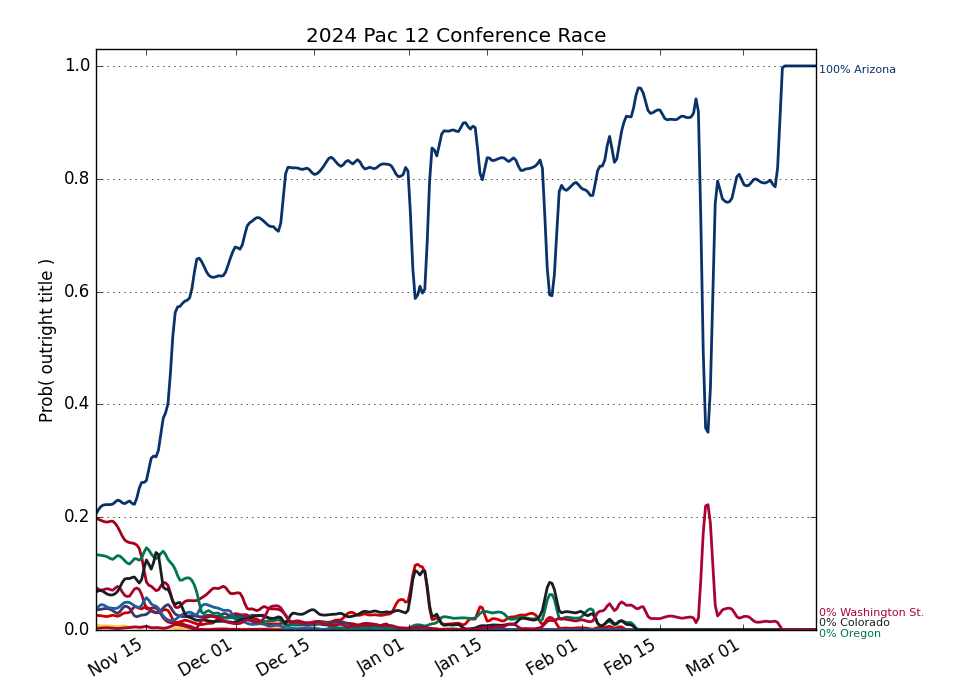 2024 Pac 12 Conference Race
Prob( outright title )
1.0
0.8
0.6
0.4
0.2
0.0
Nov 15
Dec 01
Dec 15
Jan 01
Jan 15
Feb 01
Feb 15
Mar 01
100% Arizona
0% Washington St.
0% Colorado
0% Oregon